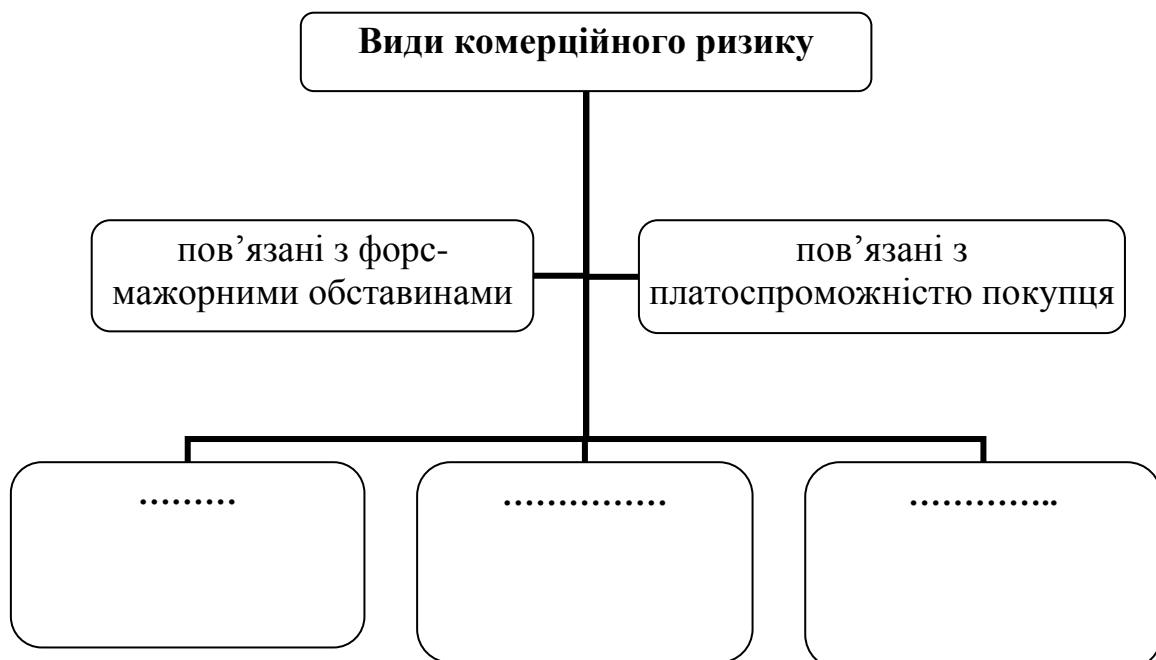 Види комерційного ризику
пов’язані з форс-
мажорними обставинами
пов’язані з
платоспроможністю покупця
………
……………
…………..